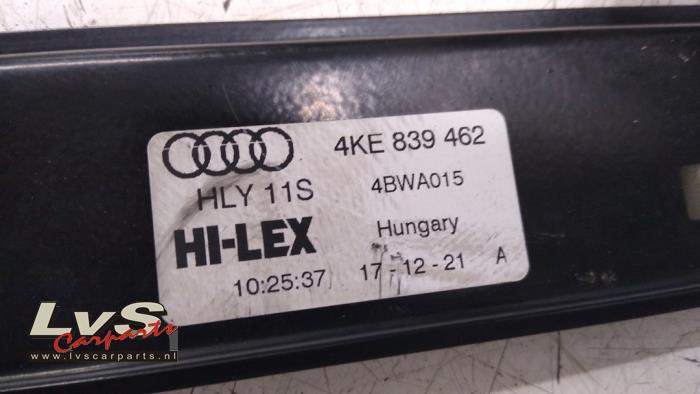 4KE 839 462
HLY 11S 4BWA015
HI-LEX Hungary
10:25:37 17-12-21 A
LvS
Carparts
www.lvscarparts.nl